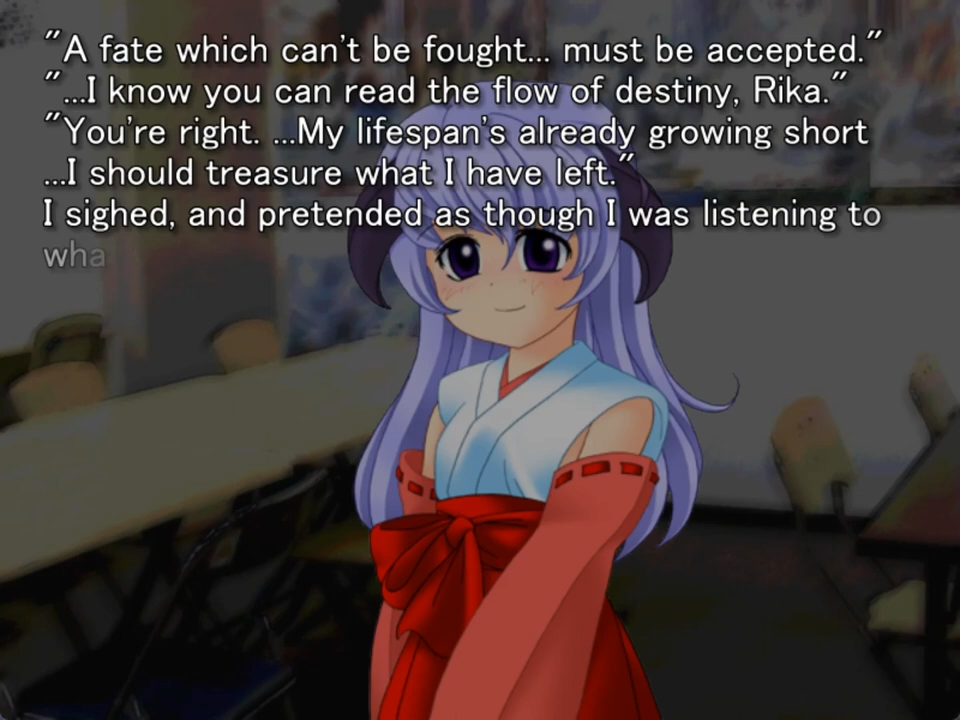 "A fate which can't be fought... must be accepted."
"...I know you can read the flow of destiny, Rika."
"You're right. ...My lifespan's already growing short
...I should treasure what I have left."
I sighed, and pretended as though I was listening to
wha